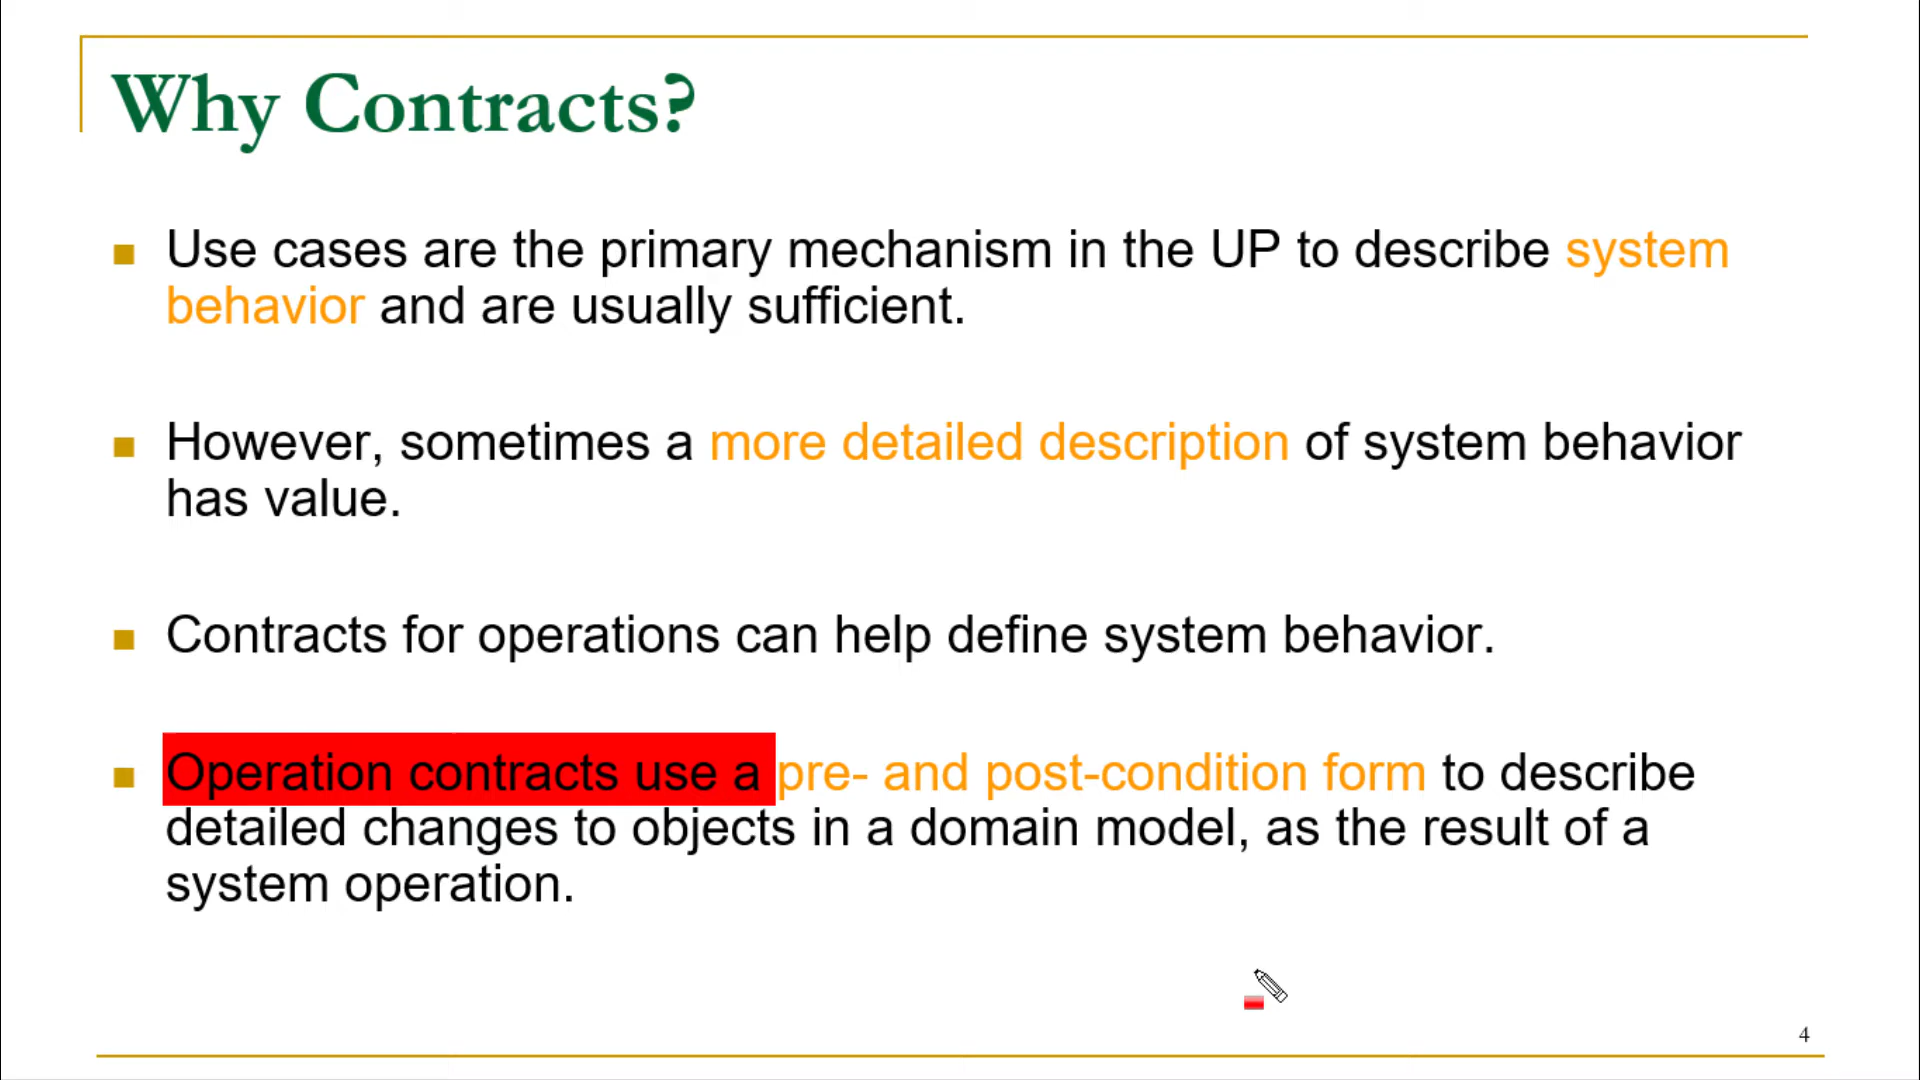 Why Contracts?
Use cases are the primary mechanism in the UP to describe system
behavior and are usually sufficient.
However, sometimes a more detailed description of system behavior
has value.
Contracts for operations can help define system behavior.
Operation contracts use a pre- and post-condition form to describe
detailed changes to objects in a domain model, as the result of a
system operation.
4